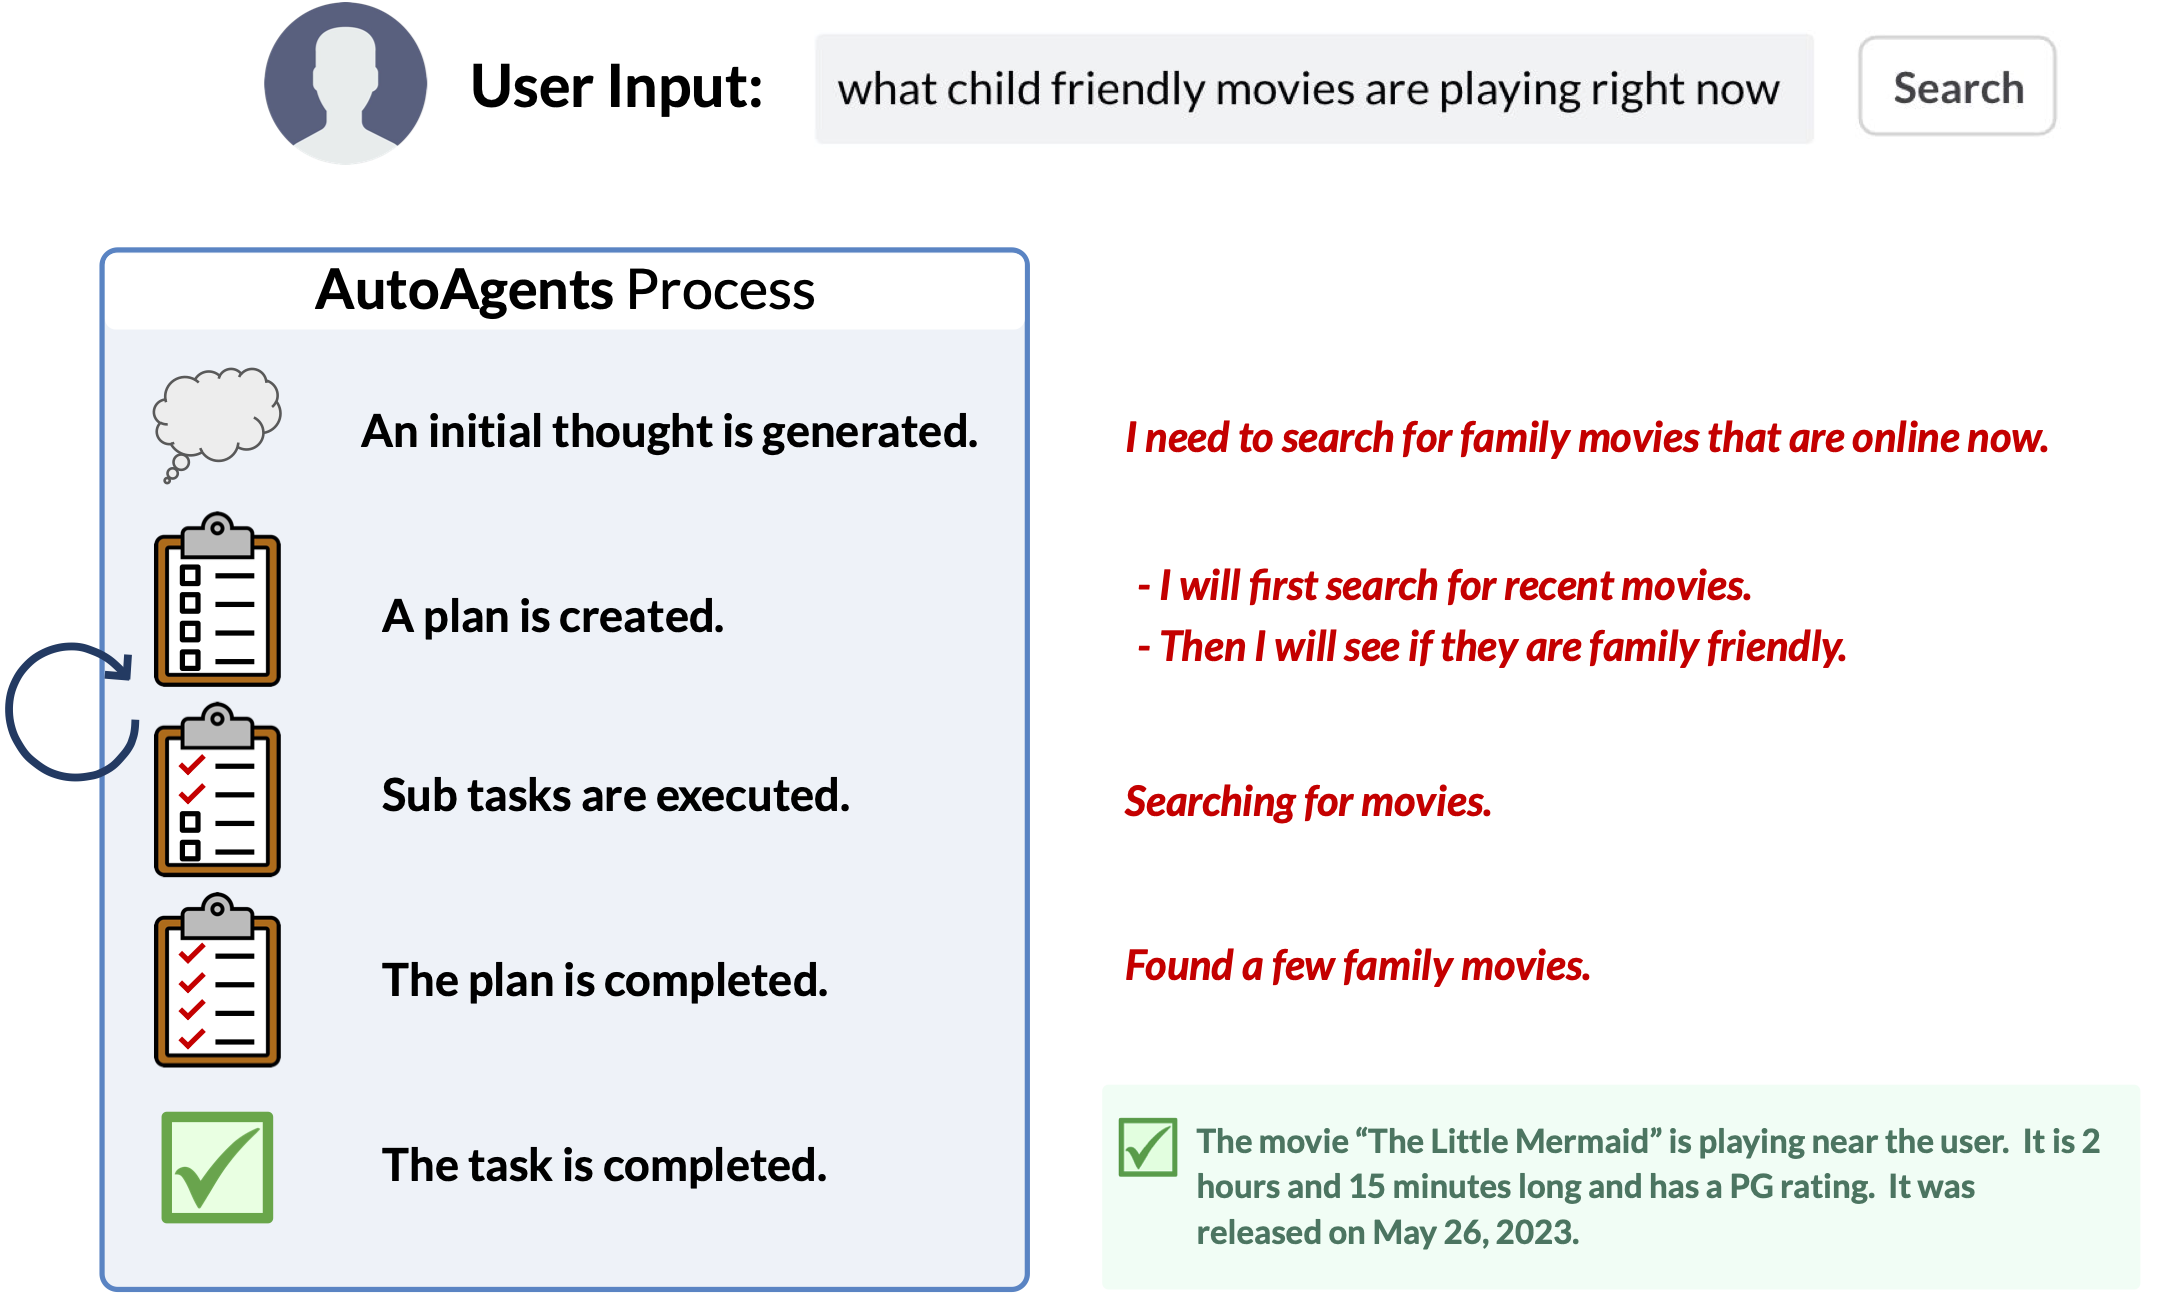 User Input:
what child friendly movies are playing right now
Search
AutoAgents Process
An initial thought is generated.
I need to search for family movies that are online now.
A plan is created.
- I will first search for recent movies.
- Then I will see if they are family friendly.
Sub tasks are executed.
Searching for movies.
The plan is completed.
Found a few family movies.
The task is completed.
The movie “The Little Mermaid” is playing near the user. It is 2
hours and 15 minutes long and has a PG rating. It was
released on May 26, 2023.